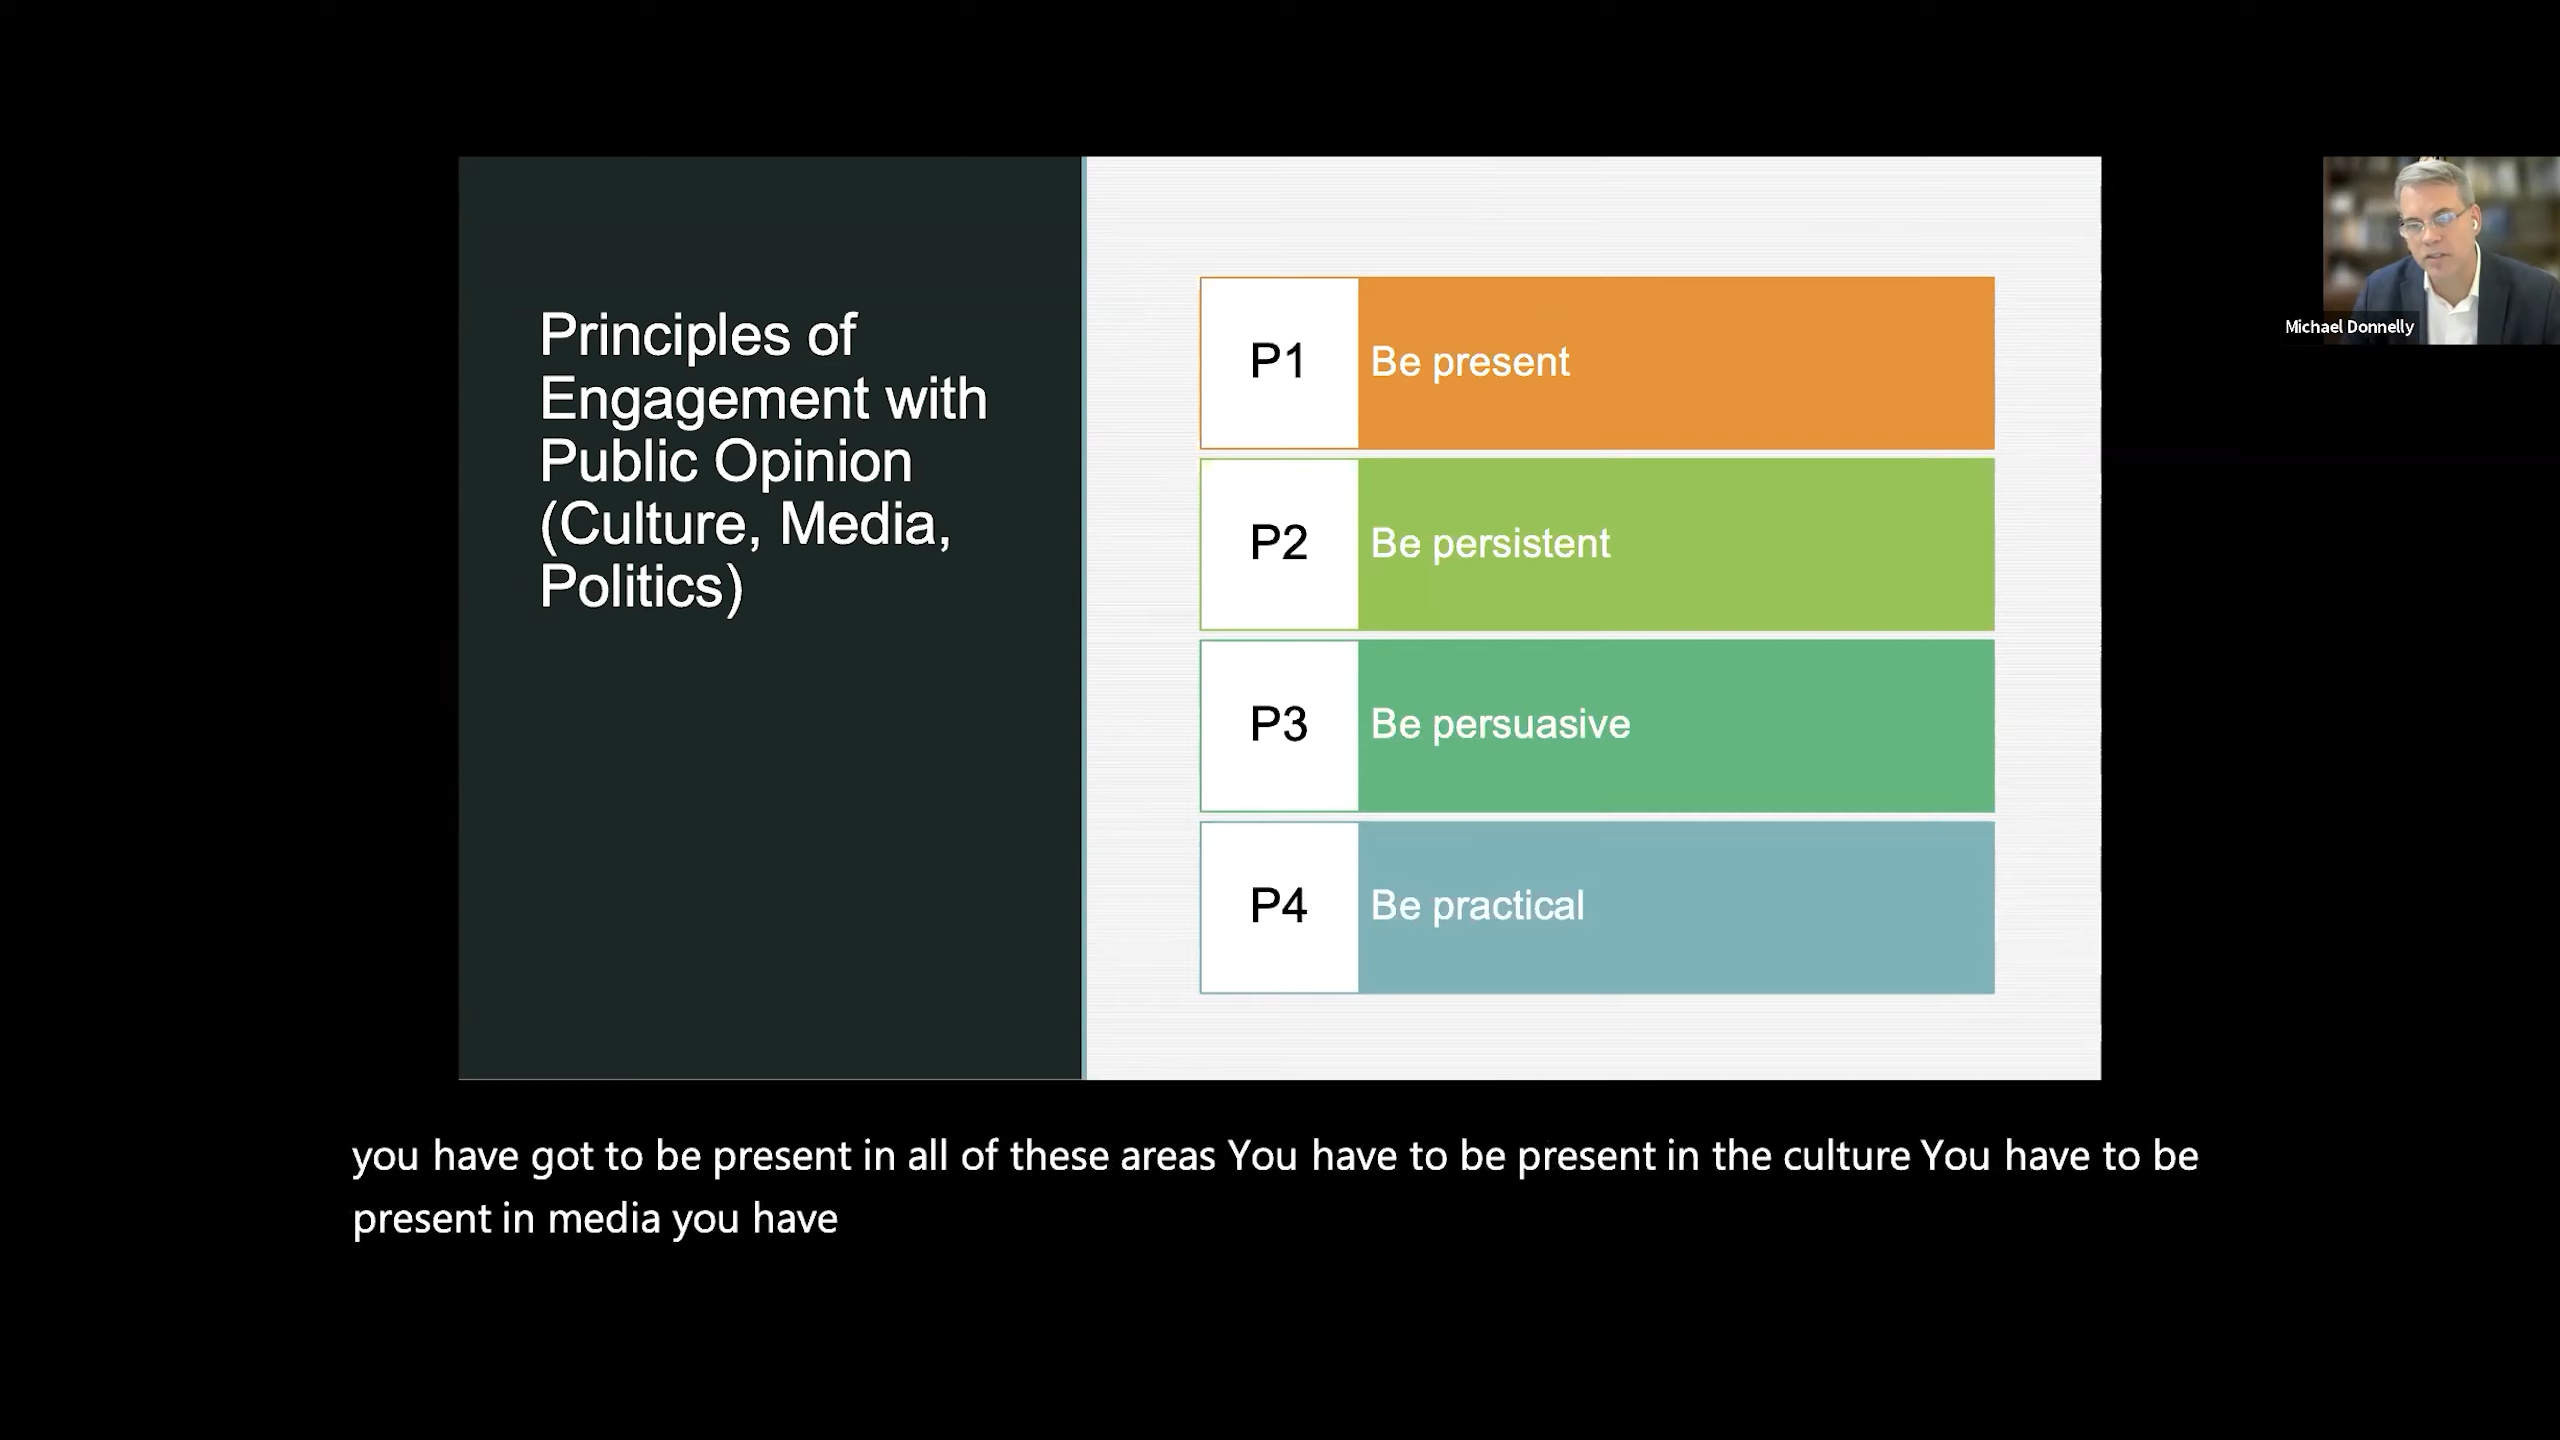 Principles of
Engagement with
Public Opinion
(Culture, Media,
Politics)
P1 Be present
P2 Be persistent
P3 Be persuasive
P4 Be practical
Michael Donnelly
you have got to be present in all of these areas You have to be present in the culture You have to be
present in media you have